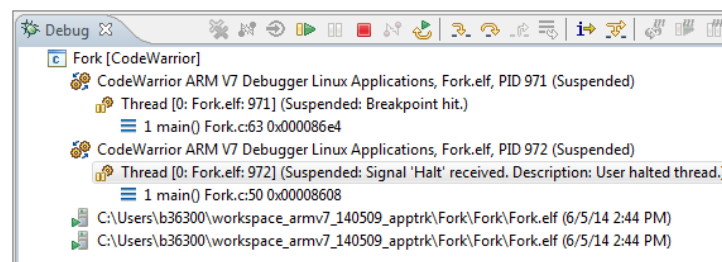 Debug
Fork [CodeWarrior]
CodeWarrior ARM V7 Debugger Linux Applications, Fork.elf, PID 971 (Suspended)
Thread [0: Fork.elf: 971] (Suspended: Breakpoint hit.)
1 main() Fork.c:63 0x000086e4
CodeWarrior ARM V7 Debugger Linux Applications, Fork.elf, PID 972 (Suspended)
Thread [0: Fork.elf: 972] (Suspended: Signal 'Halt' received. Description: User halted thread.)
1 main() Fork.c:50 0x00008608
C:\Users\b36300\workspace_armv7_140509_apptrk\Fork\Fork\Fork.elf (6/5/14 2:44 PM)
C:\Users\b36300\workspace_armv7_140509_apptrk\Fork\Fork\Fork.elf (6/5/14 2:44 PM)